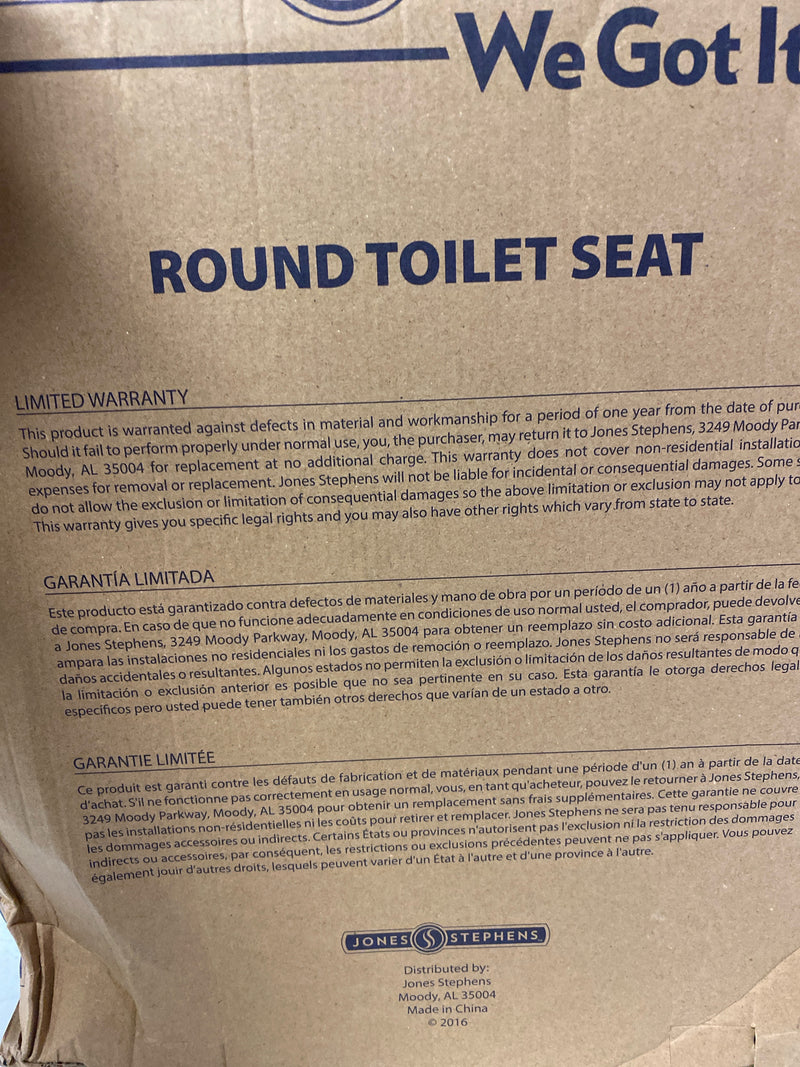 We Got It
ROUND TOILET SEAT
LIMITED WARRANTY
This product is warranted against defects in material and workmanship for a period of one year from the date of pur
Should it fail to perform properly under normal use, you, the purchaser, may return it to Jones Stephens, 3249 Moody Par
Moody, AL 35004 for replacement at no additional charge. This warranty does not cover non-residential installatio
expenses for removal or replacement. Jones Stephens will not be liable for incidental or consequential damages. Some s
do not allow the exclusion or limitation of consequential damages so the above limitation or exclusion may not apply to
This warranty gives you specific legal rights and you may also have other rights which vary from state to state.
GARANTÍA LIMITADA
Este producto está garantizado contra defectos de materiales y mano de obra por un período de un (1) año a partir de la fe
de compra. En caso de que no funcione adecuadamente en condiciones de uso normal usted, el comprador, puede devolve
a Jones Stephens, 3249 Moody Parkway, Moody, AL 35004 para obtener un reemplazo sin costo adicional. Esta garantía
ampara las instalaciones no residenciales ni los gastos de remoción o reemplazo. Jones Stephens no será responsable de
daños accidentales o resultantes. Algunos estados no permiten la exclusión o limitación de los daños resultantes de modo q
la limitación o exclusión anterior es posible que no sea pertinente en su caso. Esta garantía le otorga derechos legal
específicos pero usted puede tener también otros derechos que varían de un estado a otro.
GARANTIE LIMITÉE
Ce produit est garanti contre les défauts de fabrication et de matériaux pendant une période d'un (1) an à partir de la date
d'achat. S'il ne fonctionne pas correctement en usage normal, vous, en tant qu'acheteur, pouvez le retourner à Jones Stephens,
3249 Moody Parkway, Moody, AL 35004 pour obtenir un remplacement sans frais supplémentaires. Cette garantie ne couvre
pas les installations non-résidentielles ni les coûts pour retirer et remplacer. Jones Stephens ne sera pas tenu responsable pour
les dommages accessoires ou indirects. Certains États ou provinces n'autorisent pas l'exclusion ni la restriction des dommages
indirects ou accessoires, par conséquent, les restrictions ou exclusions précédentes peuvent ne pas s'appliquer. Vous pouvez
également jouir d'autres droits, lesquels peuvent varier d'un État à l'autre et d'une province à l'autre.
JONES STEPHENS
Distributed by:
Jones Stephens
Moody, AL 35004
Made in China
© 2016